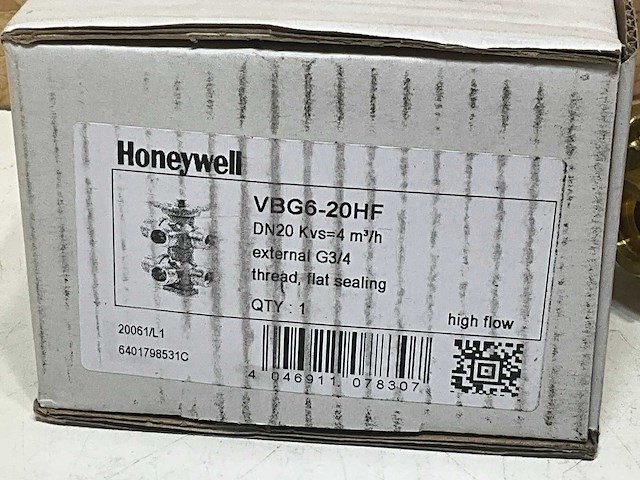 Honeywell
VBG6-20HF
DN20 Kvs=4 m³/h
external G3/4
thread, flat sealing
QTY : 1
high flow
20061/L1
6401798531C
4 046911 078307